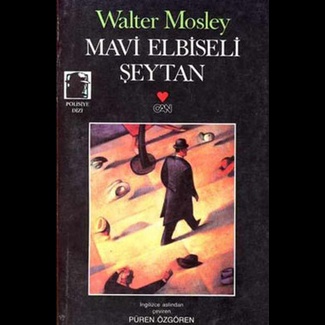 Walter Mosley
MAVİ ELBİSELİ
ŞEYTAN
POLİSİYE
DİZİ
CAN
İngilizce aslından
çeviren
PÜREN ÖZGÖREN